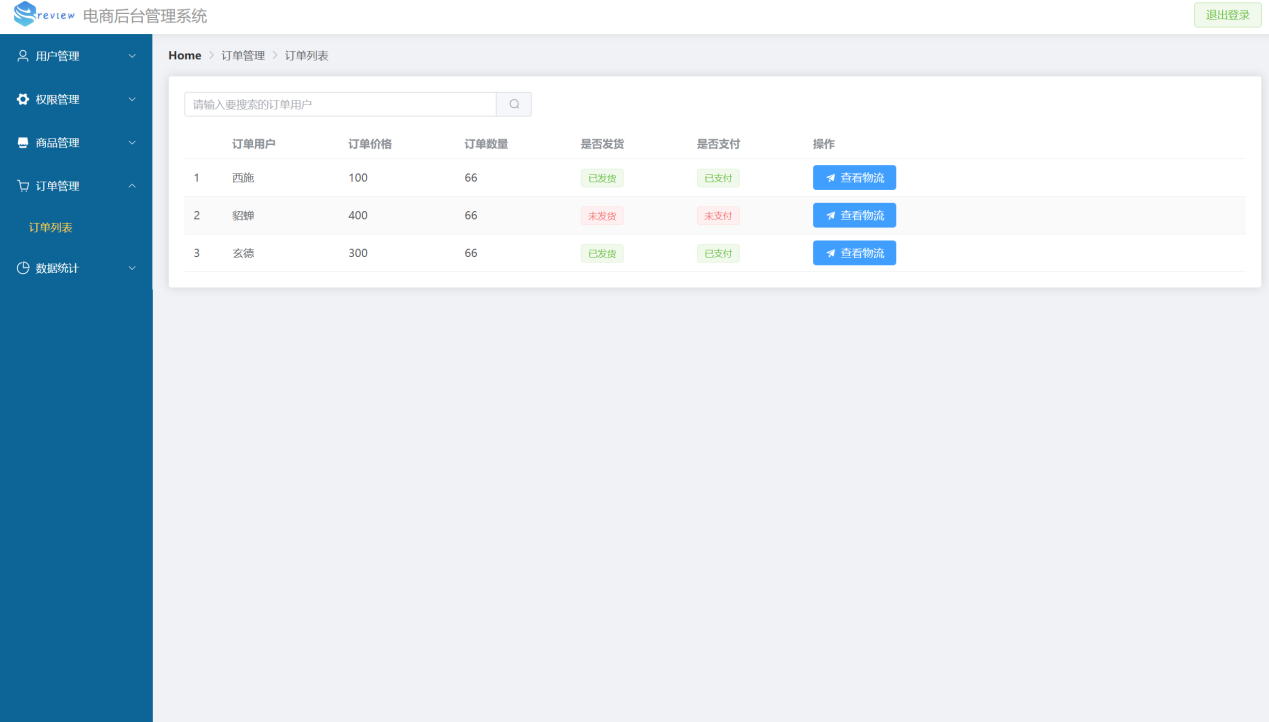 review 电商后台管理系统
退出登录
用户管理
权限管理
商品管理
订单管理
订单列表
数据统计
Home > 订单管理 > 订单列表
请输入要搜索的订单用户
订单用户 订单价格 订单数量 是否发货 是否支付 操作
1 西施 100 66 已发货 已支付 查看物流
2 貂蝉 400 66 未发货 未支付 查看物流
3 玄德 300 66 已发货 已支付 查看物流